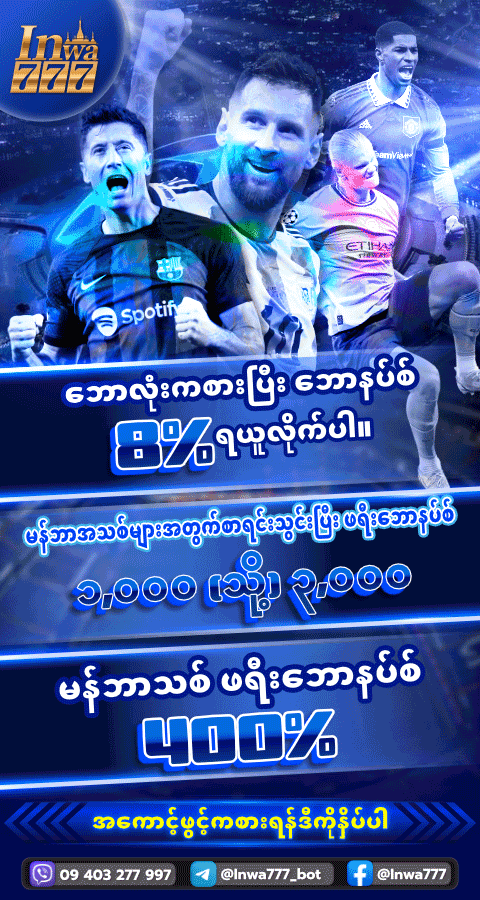 Inwa
777
TeamView
ETIHAD
AIRWAYS
Spotify
ဘောလုံးကစားပြီး ဘောနပ်စ်
8% ရယူလိုက်ပါ။
မန်ဘာအသစ်များအတွက်စာရင်းသွင်းပြီး ဖရီးဘောနပ်စ်
၁,၀၀၀ (သို့) ၃,၀၀၀
မန်ဘာသစ် ဖရီးဘောနပ်စ်
400%
အကောင့်ဖွင့်ကစားရန်ဒီကိုနှိပ်ပါ
09 403 277 997 @Inwa777_bot @Inwa777